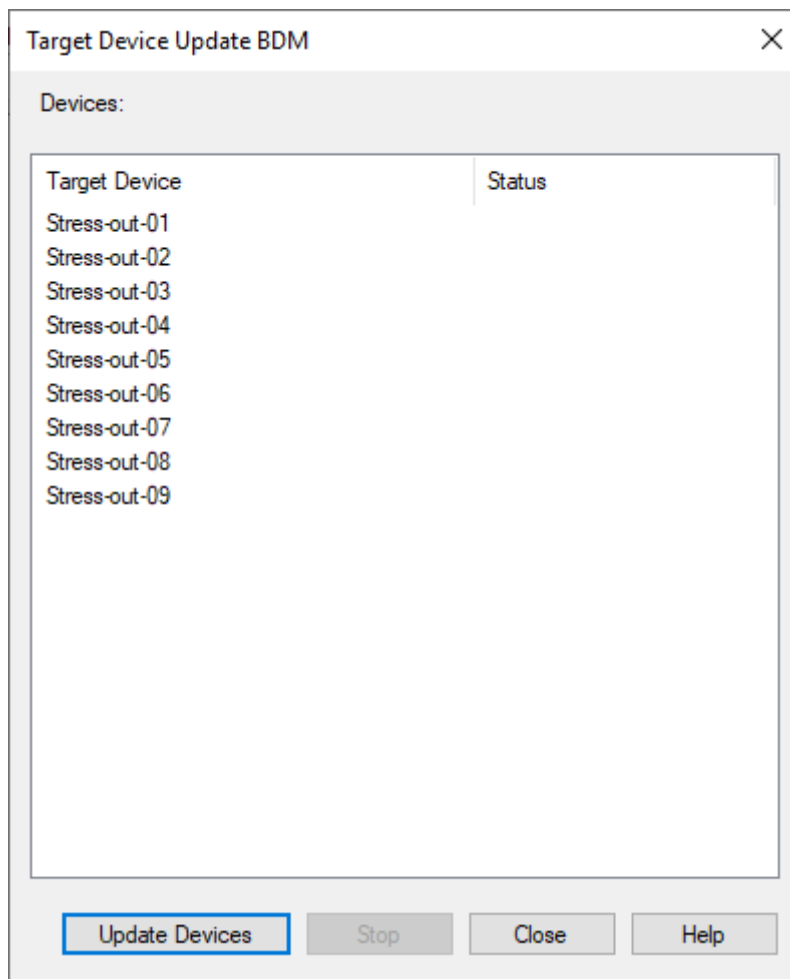 Target Device Update BDM
Devices:
Target Device Status
Stress-out-01
Stress-out-02
Stress-out-03
Stress-out-04
Stress-out-05
Stress-out-06
Stress-out-07
Stress-out-08
Stress-out-09
Update Devices Stop Close Help